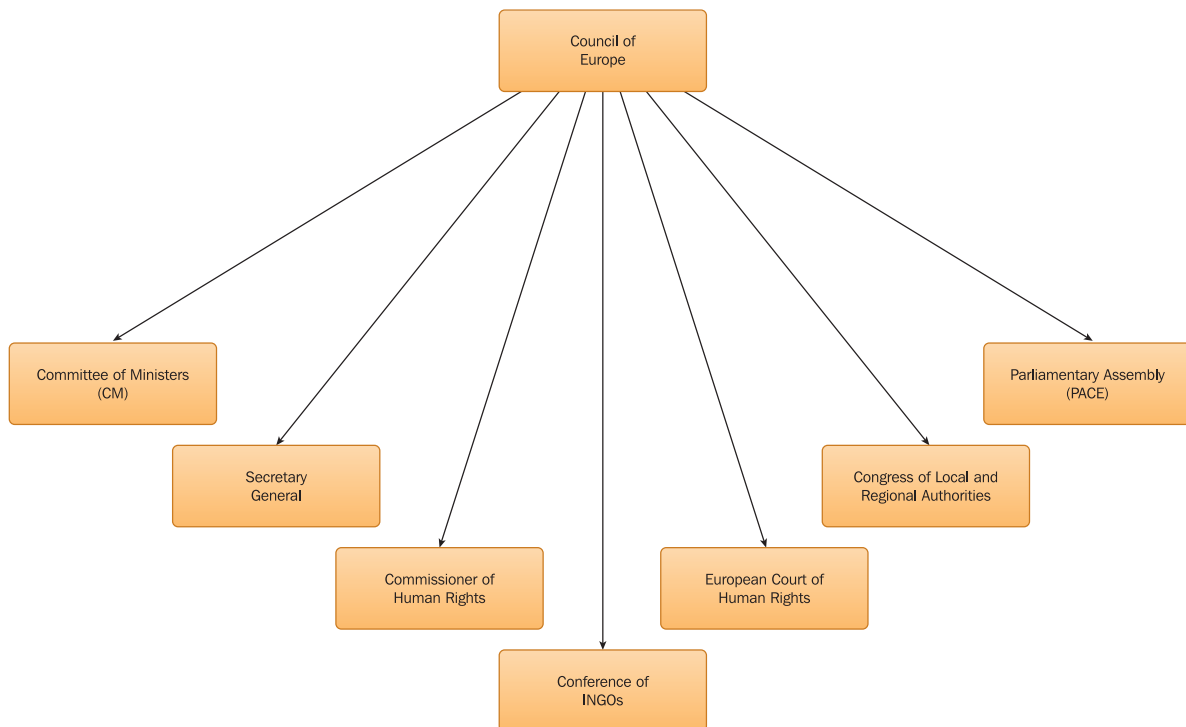 Council of
Europe
Committee of Ministers
(CM)
Parliamentary Assembly
(PACE)
Secretary
General
Congress of Local and
Regional Authorities
Commissioner of
Human Rights
European Court of
Human Rights
Conference of
INGOs